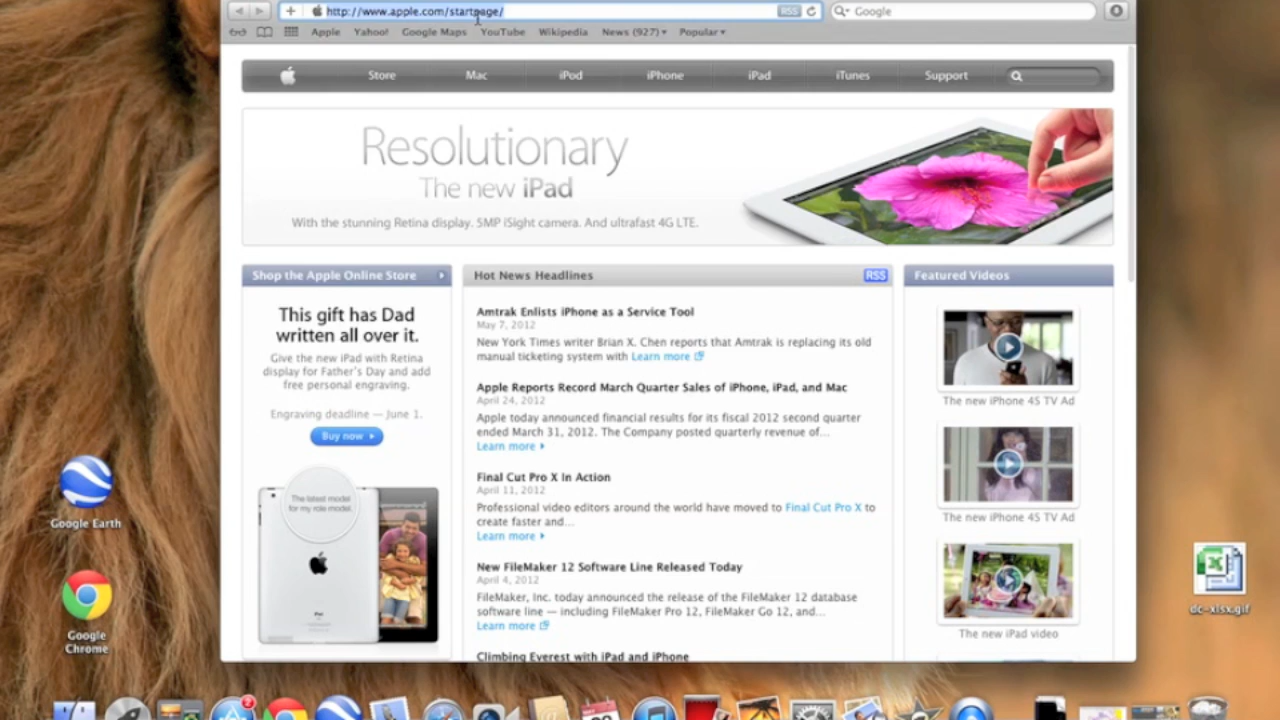 http://www.apple.com/startpage/
RSS
Google
Apple Yahoo! Google Maps YouTube Wikipedia News (927) Popular
Store Mac iPod iPhone iPad iTunes Support
Resolutionary
The new iPad
With the stunning Retina display. 5MP iSight camera. And ultrafast 4G LTE.
Shop the Apple Online Store
This gift has Dad
written all over it.
Give the new iPad with Retina
display for Father's Day and add
free personal engraving.
Engraving deadline — June 1.
Buy now
The latest model
for my role model.
iPad
Hot News Headlines
RSS
Amtrak Enlists iPhone as a Service Tool
May 7, 2012
New York Times writer Brian X. Chen reports that Amtrak is replacing its old
manual ticketing system with Learn more
Apple Reports Record March Quarter Sales of iPhone, iPad, and Mac
April 24, 2012
Apple today announced financial results for its fiscal 2012 second quarter
ended March 31, 2012. The Company posted quarterly revenue of...
Learn more
Final Cut Pro X In Action
April 11, 2012
Professional video editors around the world have moved to Final Cut Pro X to
create faster and...
Learn more
New FileMaker 12 Software Line Released Today
April 4, 2012
FileMaker, Inc. today announced the release of the FileMaker 12 database
software line — including FileMaker Pro 12, FileMaker Go 12, and...
Learn more
Climbing Everest with iPad and iPhone
Featured Videos
The new iPhone 4S TV Ad
The new iPhone 4S TV Ad
The new iPad video
Google Earth
Google
Chrome
dc-xlsx.gif
2